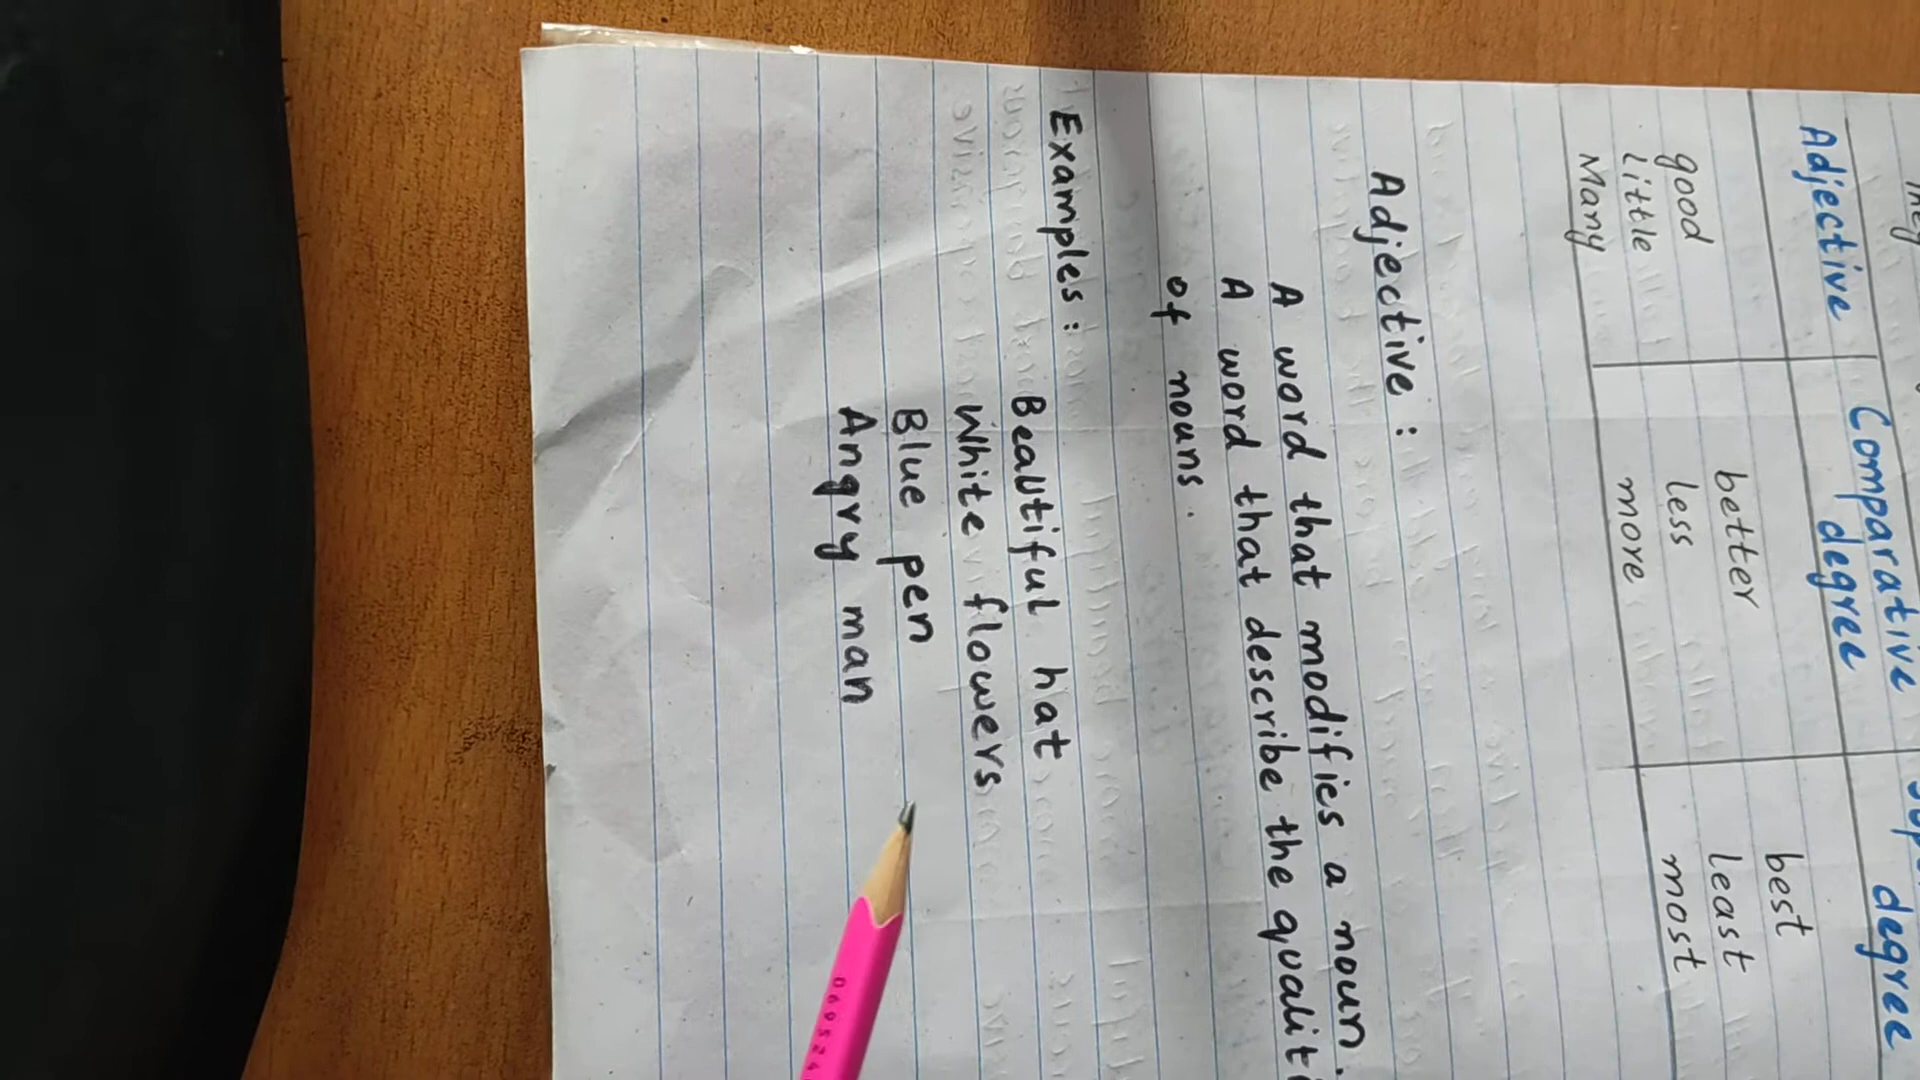 Adjective Comparative degree degree
good better best
little less least
Many more most
Adjective :
A word that modifies a noun.
A word that describe the
of nouns.
Examples : Beautiful hat
White flowers
Blue pen
Angry man